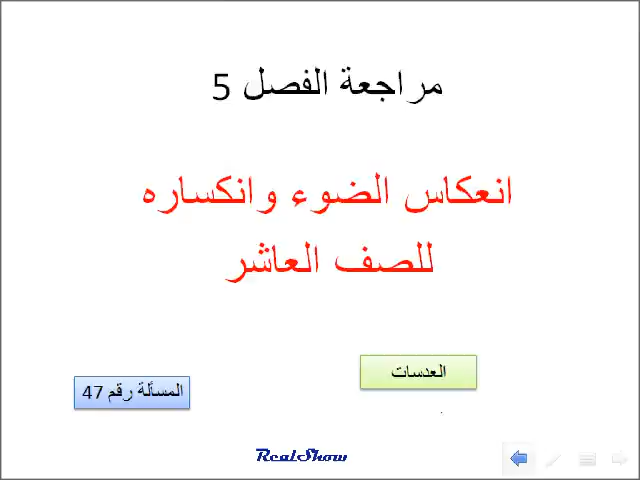 مراجعة الفصل 5
انعكاس الضوء وانكساره
للصف العاشر
العدسات
المسألة رقم 47
RealShow